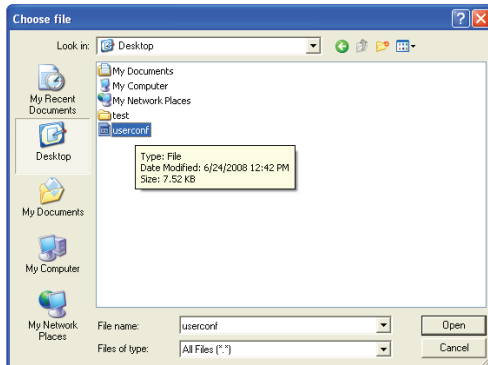 Choose file
Look in:
Desktop
My Recent
Documents
Desktop
My Documents
My Computer
My Network
Places
My Documents
My Computer
My Network Places
test
userconf
Type: File
Date Modified: 6/24/2008 12:42 PM
Size: 7.52 KB
File name:
userconf
Open
Files of type:
All Files (*.*)
Cancel